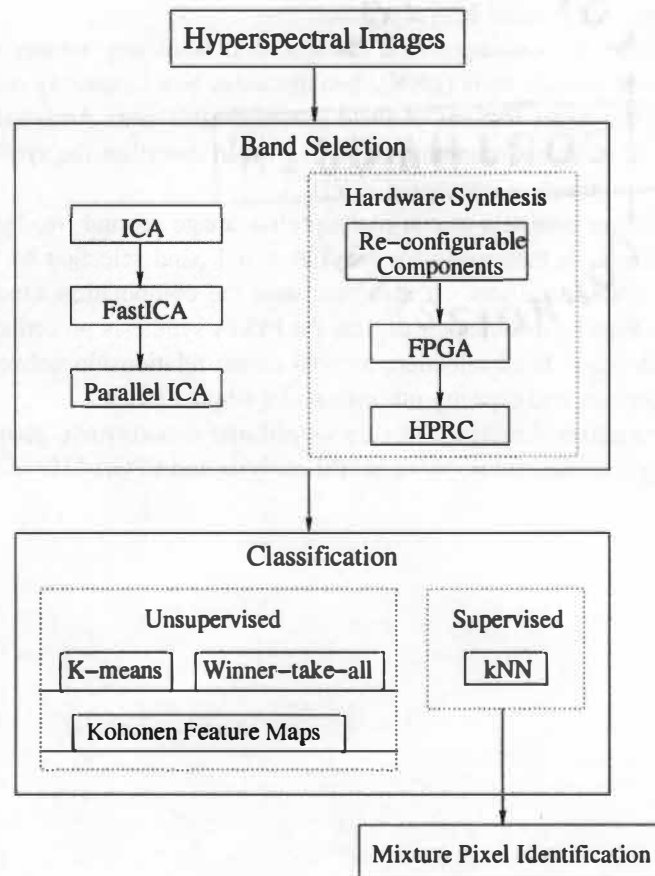 Hyperspectral Images
Band Selection
ICA
FastICA
Parallel ICA
Hardware Synthesis
Re-configurable
Components
FPGA
HPRC
Classification
Unsupervised
K-means
Winner-take-all
Kohonen Feature Maps
Supervised
kNN
Mixture Pixel Identification